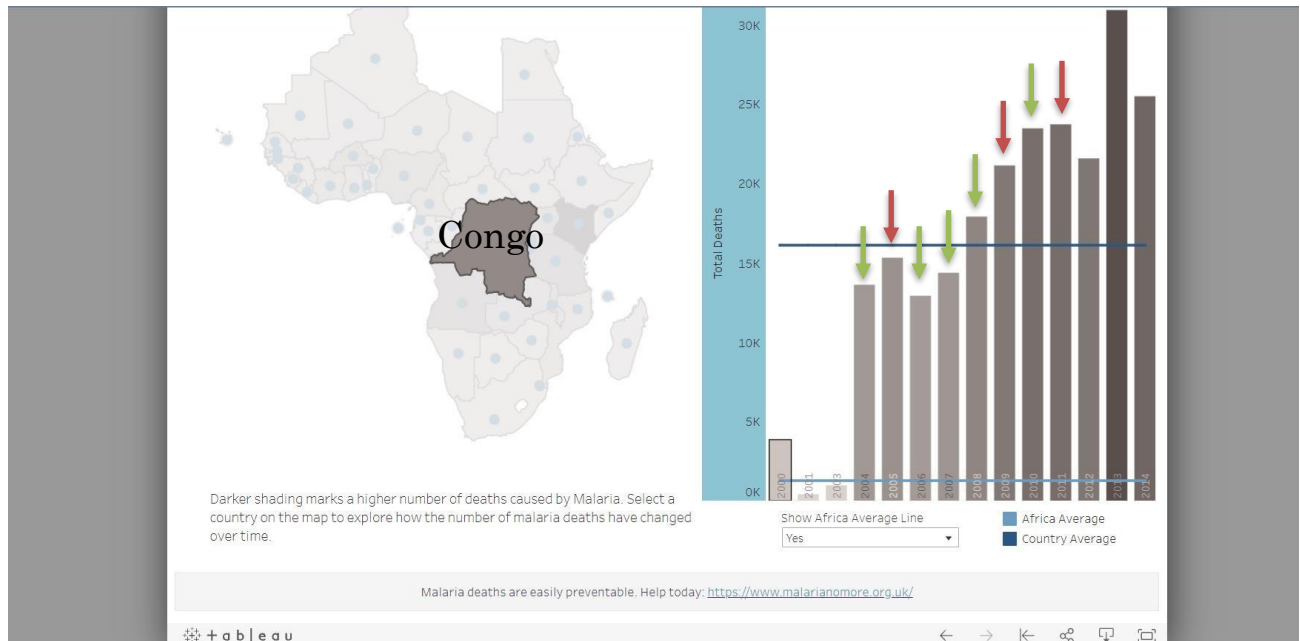 Congo
Darker shading marks a higher number of deaths caused by Malaria. Select a
country on the map to explore how the number of malaria deaths have changed
over time.
Total Deaths
30K
25K
20K
15K
10K
5K
0K
2000
2001
2003
2004
2005
2006
2007
2008
2009
2010
2011
2012
2013
2014
Show Africa Average Line
Yes
Africa Average
Country Average
Malaria deaths are easily preventable. Help today: https://www.malarianomore.org.uk/
+ableau